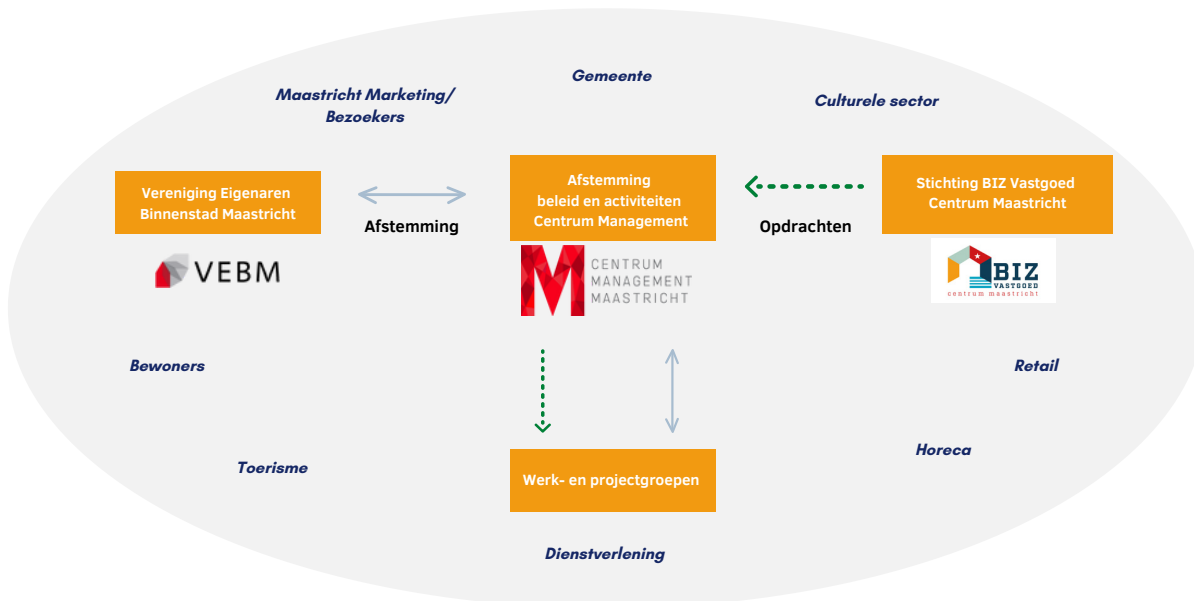 Gemeente
Maastricht Marketing/
Bezoekers
Culturele sector
Vereniging Eigenaren
Binnenstad Maastricht
Afstemming
Afstemming
beleid en activiteiten
Centrum Management
Opdrachten
Stichting BIZ Vastgoed
Centrum Maastricht
VEBM
M CENTRUM
MANAGEMENT
MAASTRICHT
BIZ
VASTGOED
centrum maastricht
Bewoners
Retail
Toerisme
Horeca
Werk- en projectgroepen
Dienstverlening